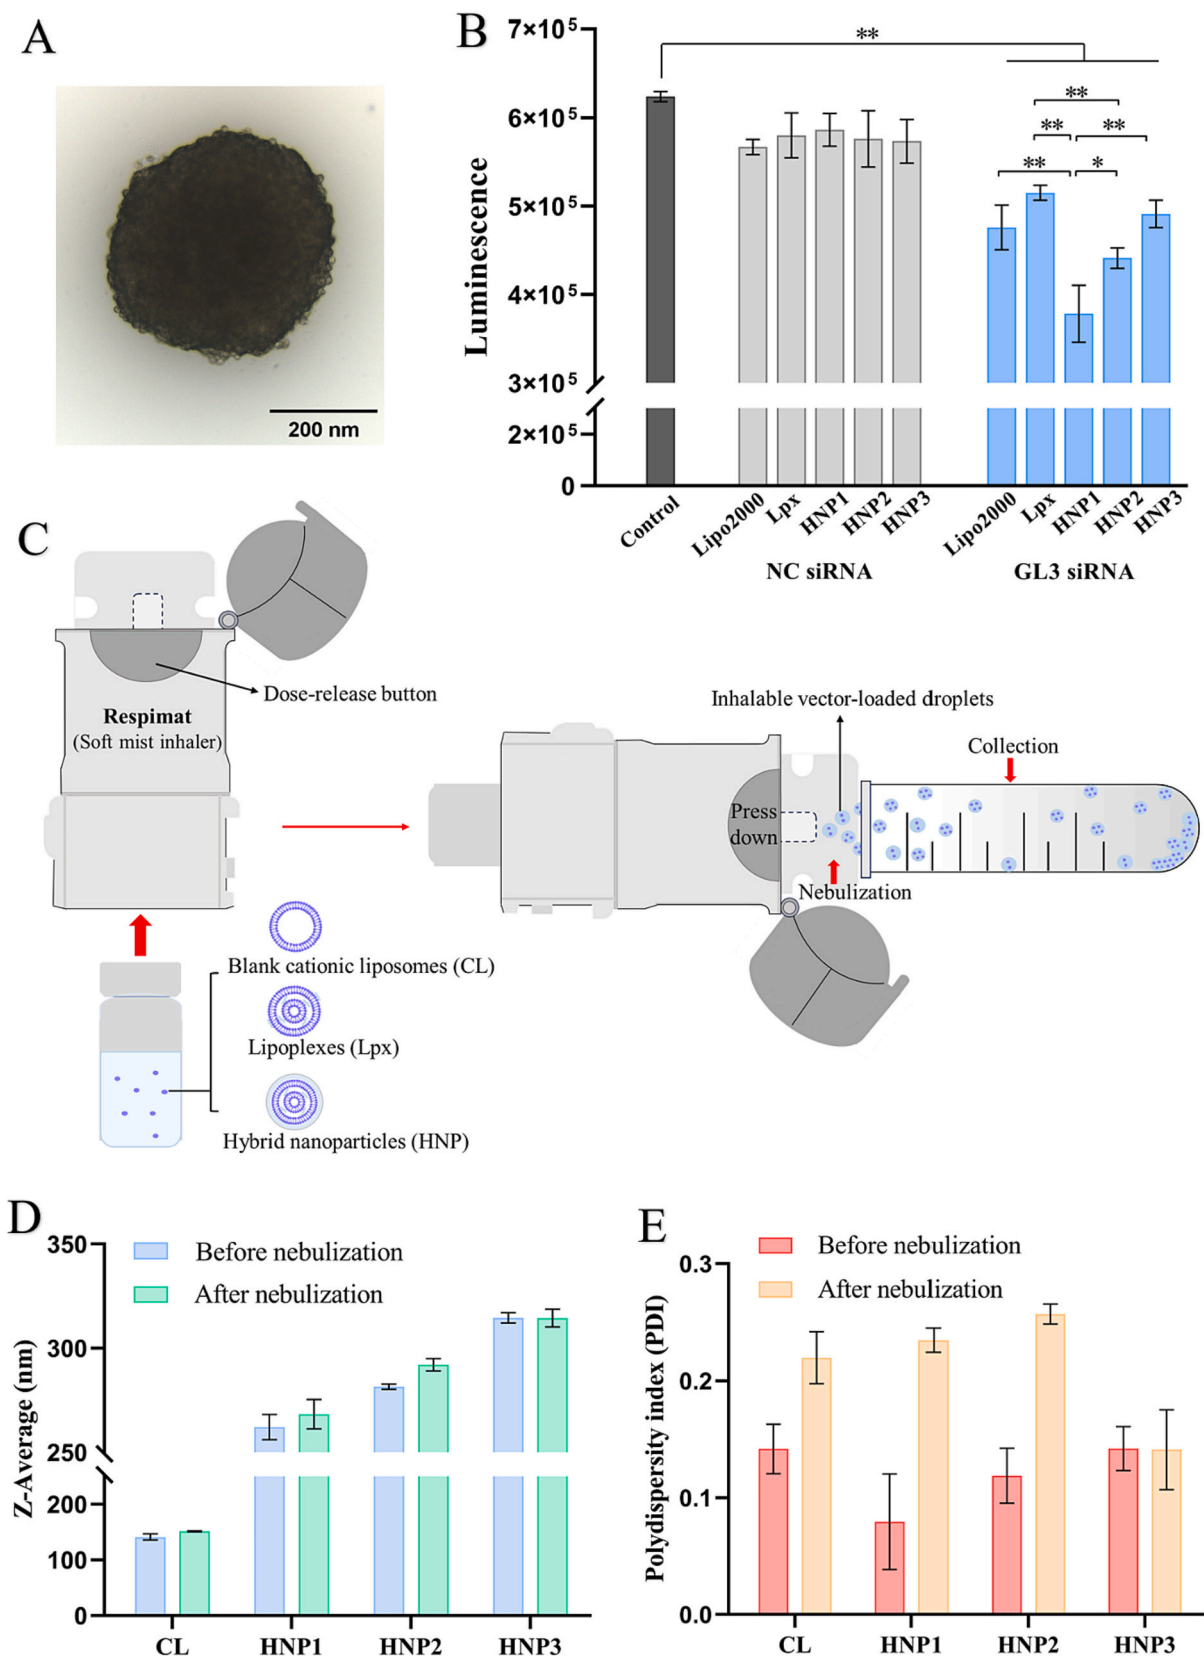 A
200 nm
B
7×10⁵
6×10⁵
5×10⁵
4×10⁵
3×10⁵
2×10⁵
0
Luminescence
**
**
**
**
**
*
Control
Lipo2000
Lpx
HNP1
HNP2
HNP3
NC siRNA
Lipo2000
Lpx
HNP1
HNP2
HNP3
GL3 siRNA
C
Dose-release button
Respimat
(Soft mist inhaler)
Blank cationic liposomes (CL)
Lipoplexes (Lpx)
Hybrid nanoparticles (HNP)
Inhalable vector-loaded droplets
Collection
Press
down
Nebulization
D
Before nebulization
After nebulization
Z-Average (nm)
350
300
250
200
100
0
CL
HNP1
HNP2
HNP3
E
Before nebulization
After nebulization
Polydispersity index (PDI)
0.3
0.2
0.1
0.0
CL
HNP1
HNP2
HNP3